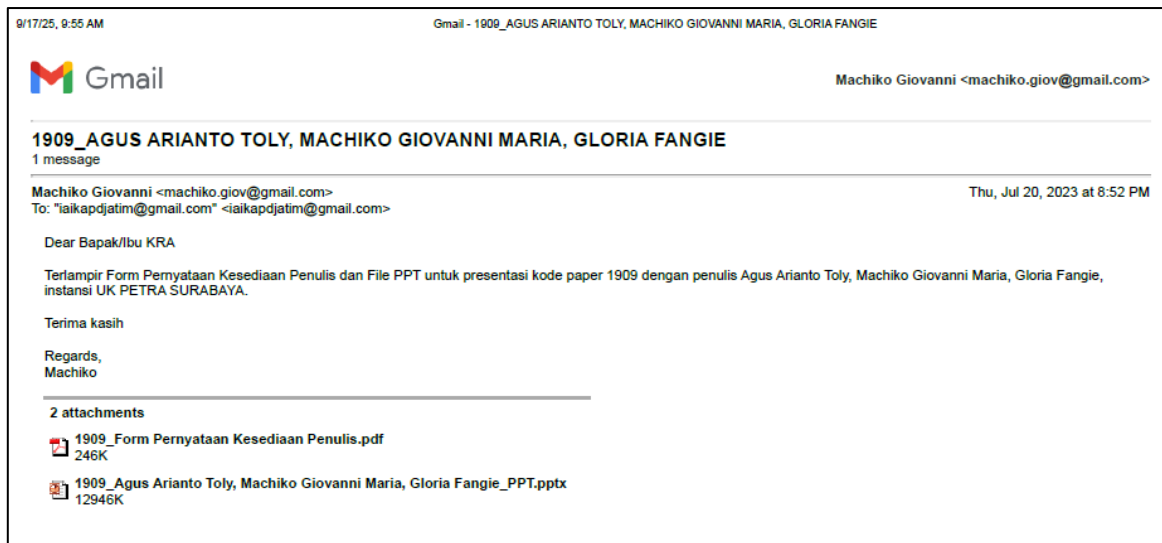 9/17/25, 9:55 AM Gmail - 1909_AGUS ARIANTO TOLY, MACHIKO GIOVANNI MARIA, GLORIA FANGIE
Gmail Machiko Giovanni <machiko.giov@gmail.com>
1909_AGUS ARIANTO TOLY, MACHIKO GIOVANNI MARIA, GLORIA FANGIE
1 message
Machiko Giovanni <machiko.giov@gmail.com> Thu, Jul 20, 2023 at 8:52 PM
To: "iaikapdjatim@gmail.com" <iaikapdjatim@gmail.com>
Dear Bapak/Ibu KRA
Terlampir Form Pernyataan Kesediaan Penulis dan File PPT untuk presentasi kode paper 1909 dengan penulis Agus Arianto Toly, Machiko Giovanni Maria, Gloria Fangie,
instansi UK PETRA SURABAYA.
Terima kasih
Regards,
Machiko
2 attachments
1909_Form Pernyataan Kesediaan Penulis.pdf
246K
1909_Agus Arianto Toly, Machiko Giovanni Maria, Gloria Fangie_PPT.pptx
12946K